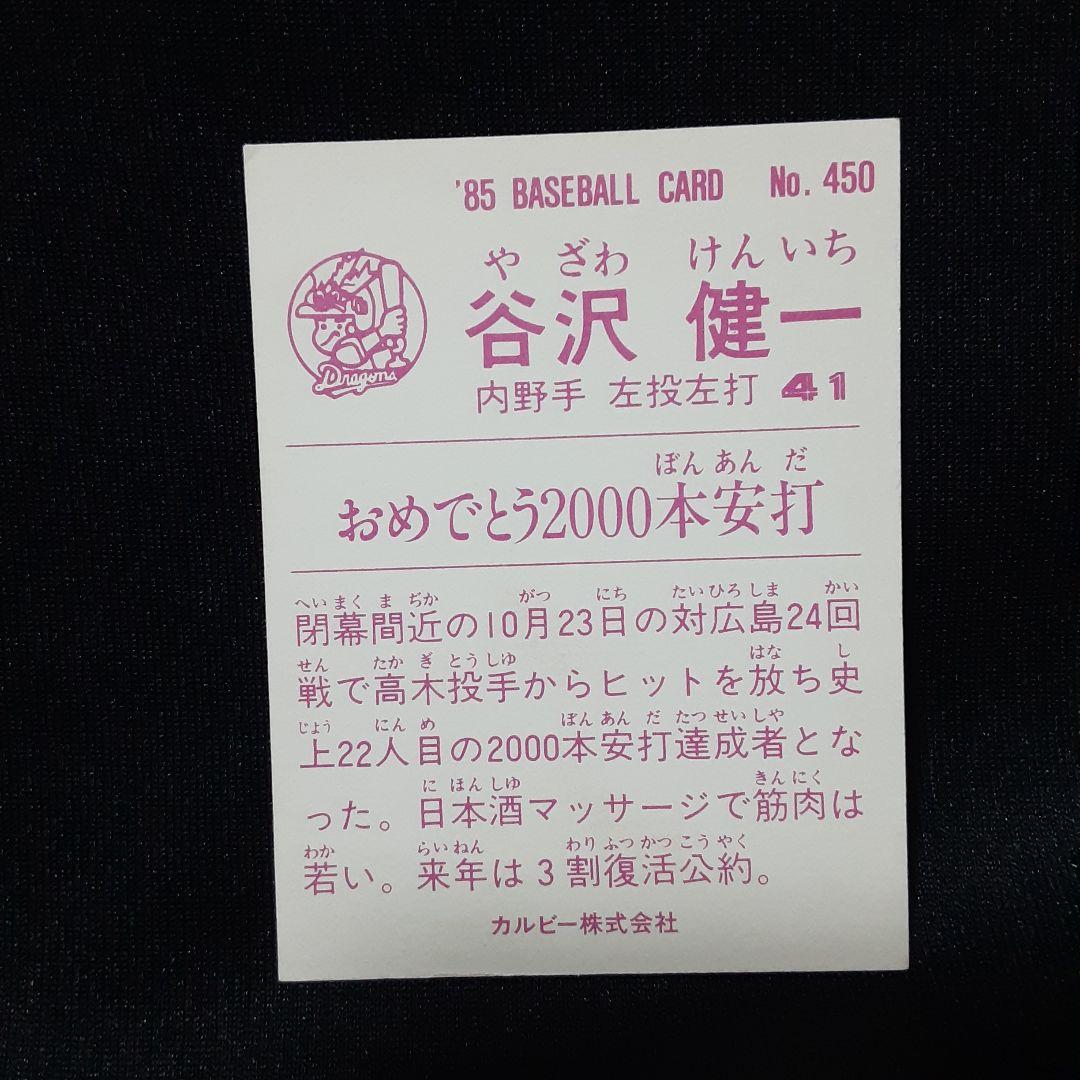 '85 BASEBALL CARD No. 450
や ざわ けん いち
谷沢 健一
Dragons
内野手 左投左打 41
ぼん あん だ
おめでとう2000本安打
へい まく ま ぢか がつ にち たい ひろ しま かい
閉幕間近の10月23日の対広島24回
せん たか ぎ とう しゆ はな し
戦で高木投手からヒットを放ち史
じよう にん め ぼん あん だ たつ せい しや
上22人目の2000本安打達成者とな
に ほん しゆ きん にく
った。日本酒マッサージで筋肉は
わか らい ねん わり ふつ かつ こう やく
若い。来年は3割復活公約。
カルビー株式会社